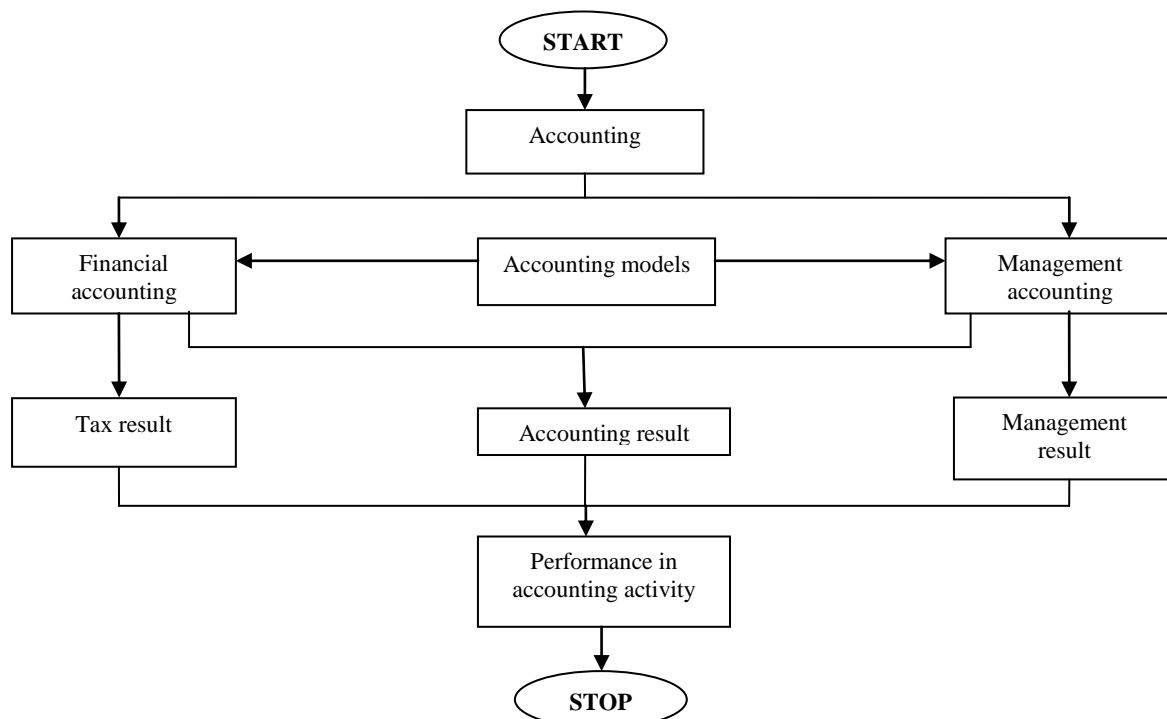 START
Accounting
Financial
accounting
Accounting models
Management
accounting
Tax result
Accounting result
Management
result
Performance in
accounting activity
STOP